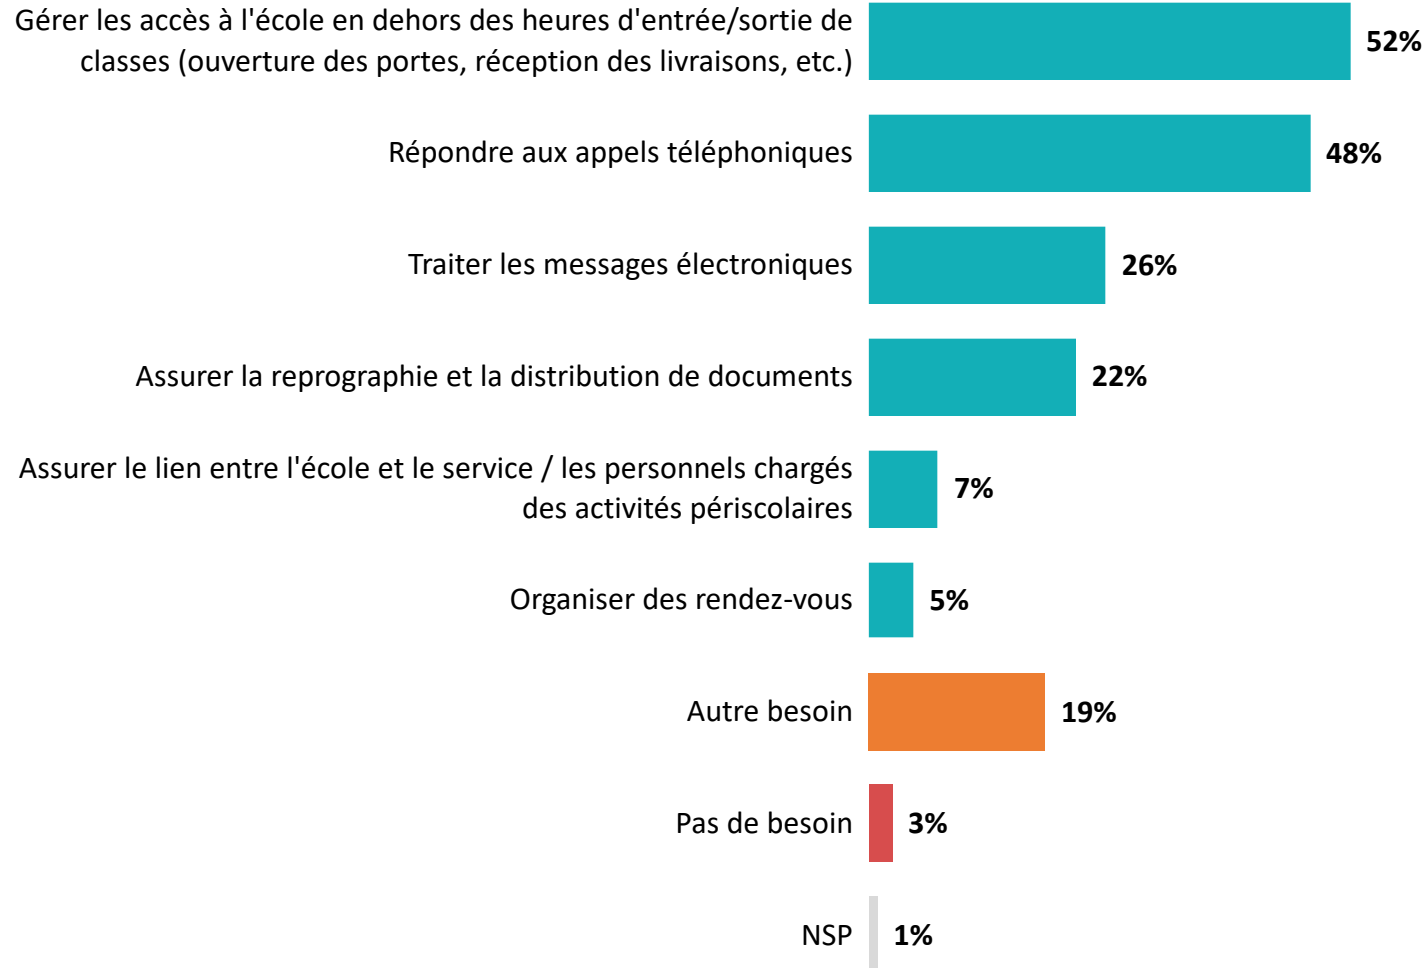 Gérer les accès à l'école en dehors des heures d'entrée/sortie de
classes (ouverture des portes, réception des livraisons, etc.)
52%
Répondre aux appels téléphoniques
48%
Traiter les messages électroniques
26%
Assurer la reprographie et la distribution de documents
22%
Assurer le lien entre l'école et le service / les personnels chargés
des activités périscolaires
7%
Organiser des rendez-vous
5%
Autre besoin
19%
Pas de besoin
3%
NSP
1%